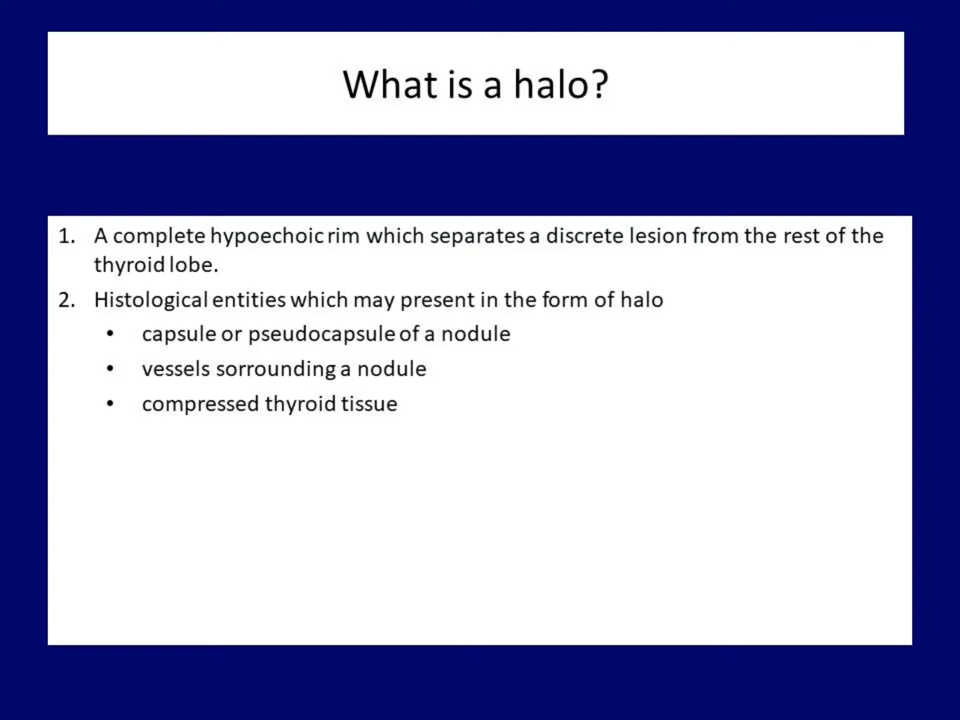 What is a halo?
1. A complete hypoechoic rim which separates a discrete lesion from the rest of the
thyroid lobe.
2. Histological entities which may present in the form of halo
• capsule or pseudocapsule of a nodule
• vessels sorrounding a nodule
• compressed thyroid tissue